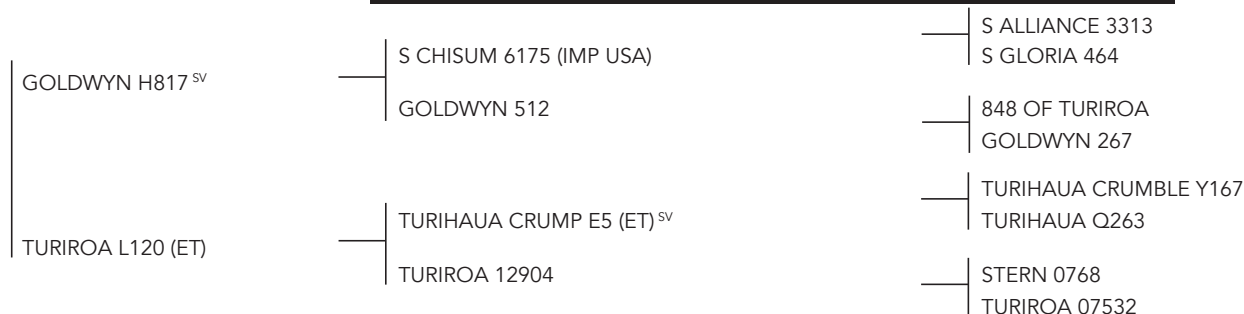 GOLDWYN H817 SV
TURIROA L120 (ET)
S CHISUM 6175 (IMP USA)
GOLDWYN 512
TURIHAUA CRUMP E5 (ET) SV
TURIROA 12904
S ALLIANCE 3313
S GLORIA 464
848 OF TURIROA
GOLDWYN 267
TURIHAUA CRUMBLE Y167
TURIHAUA Q263
STERN 0768
TURIROA 07532